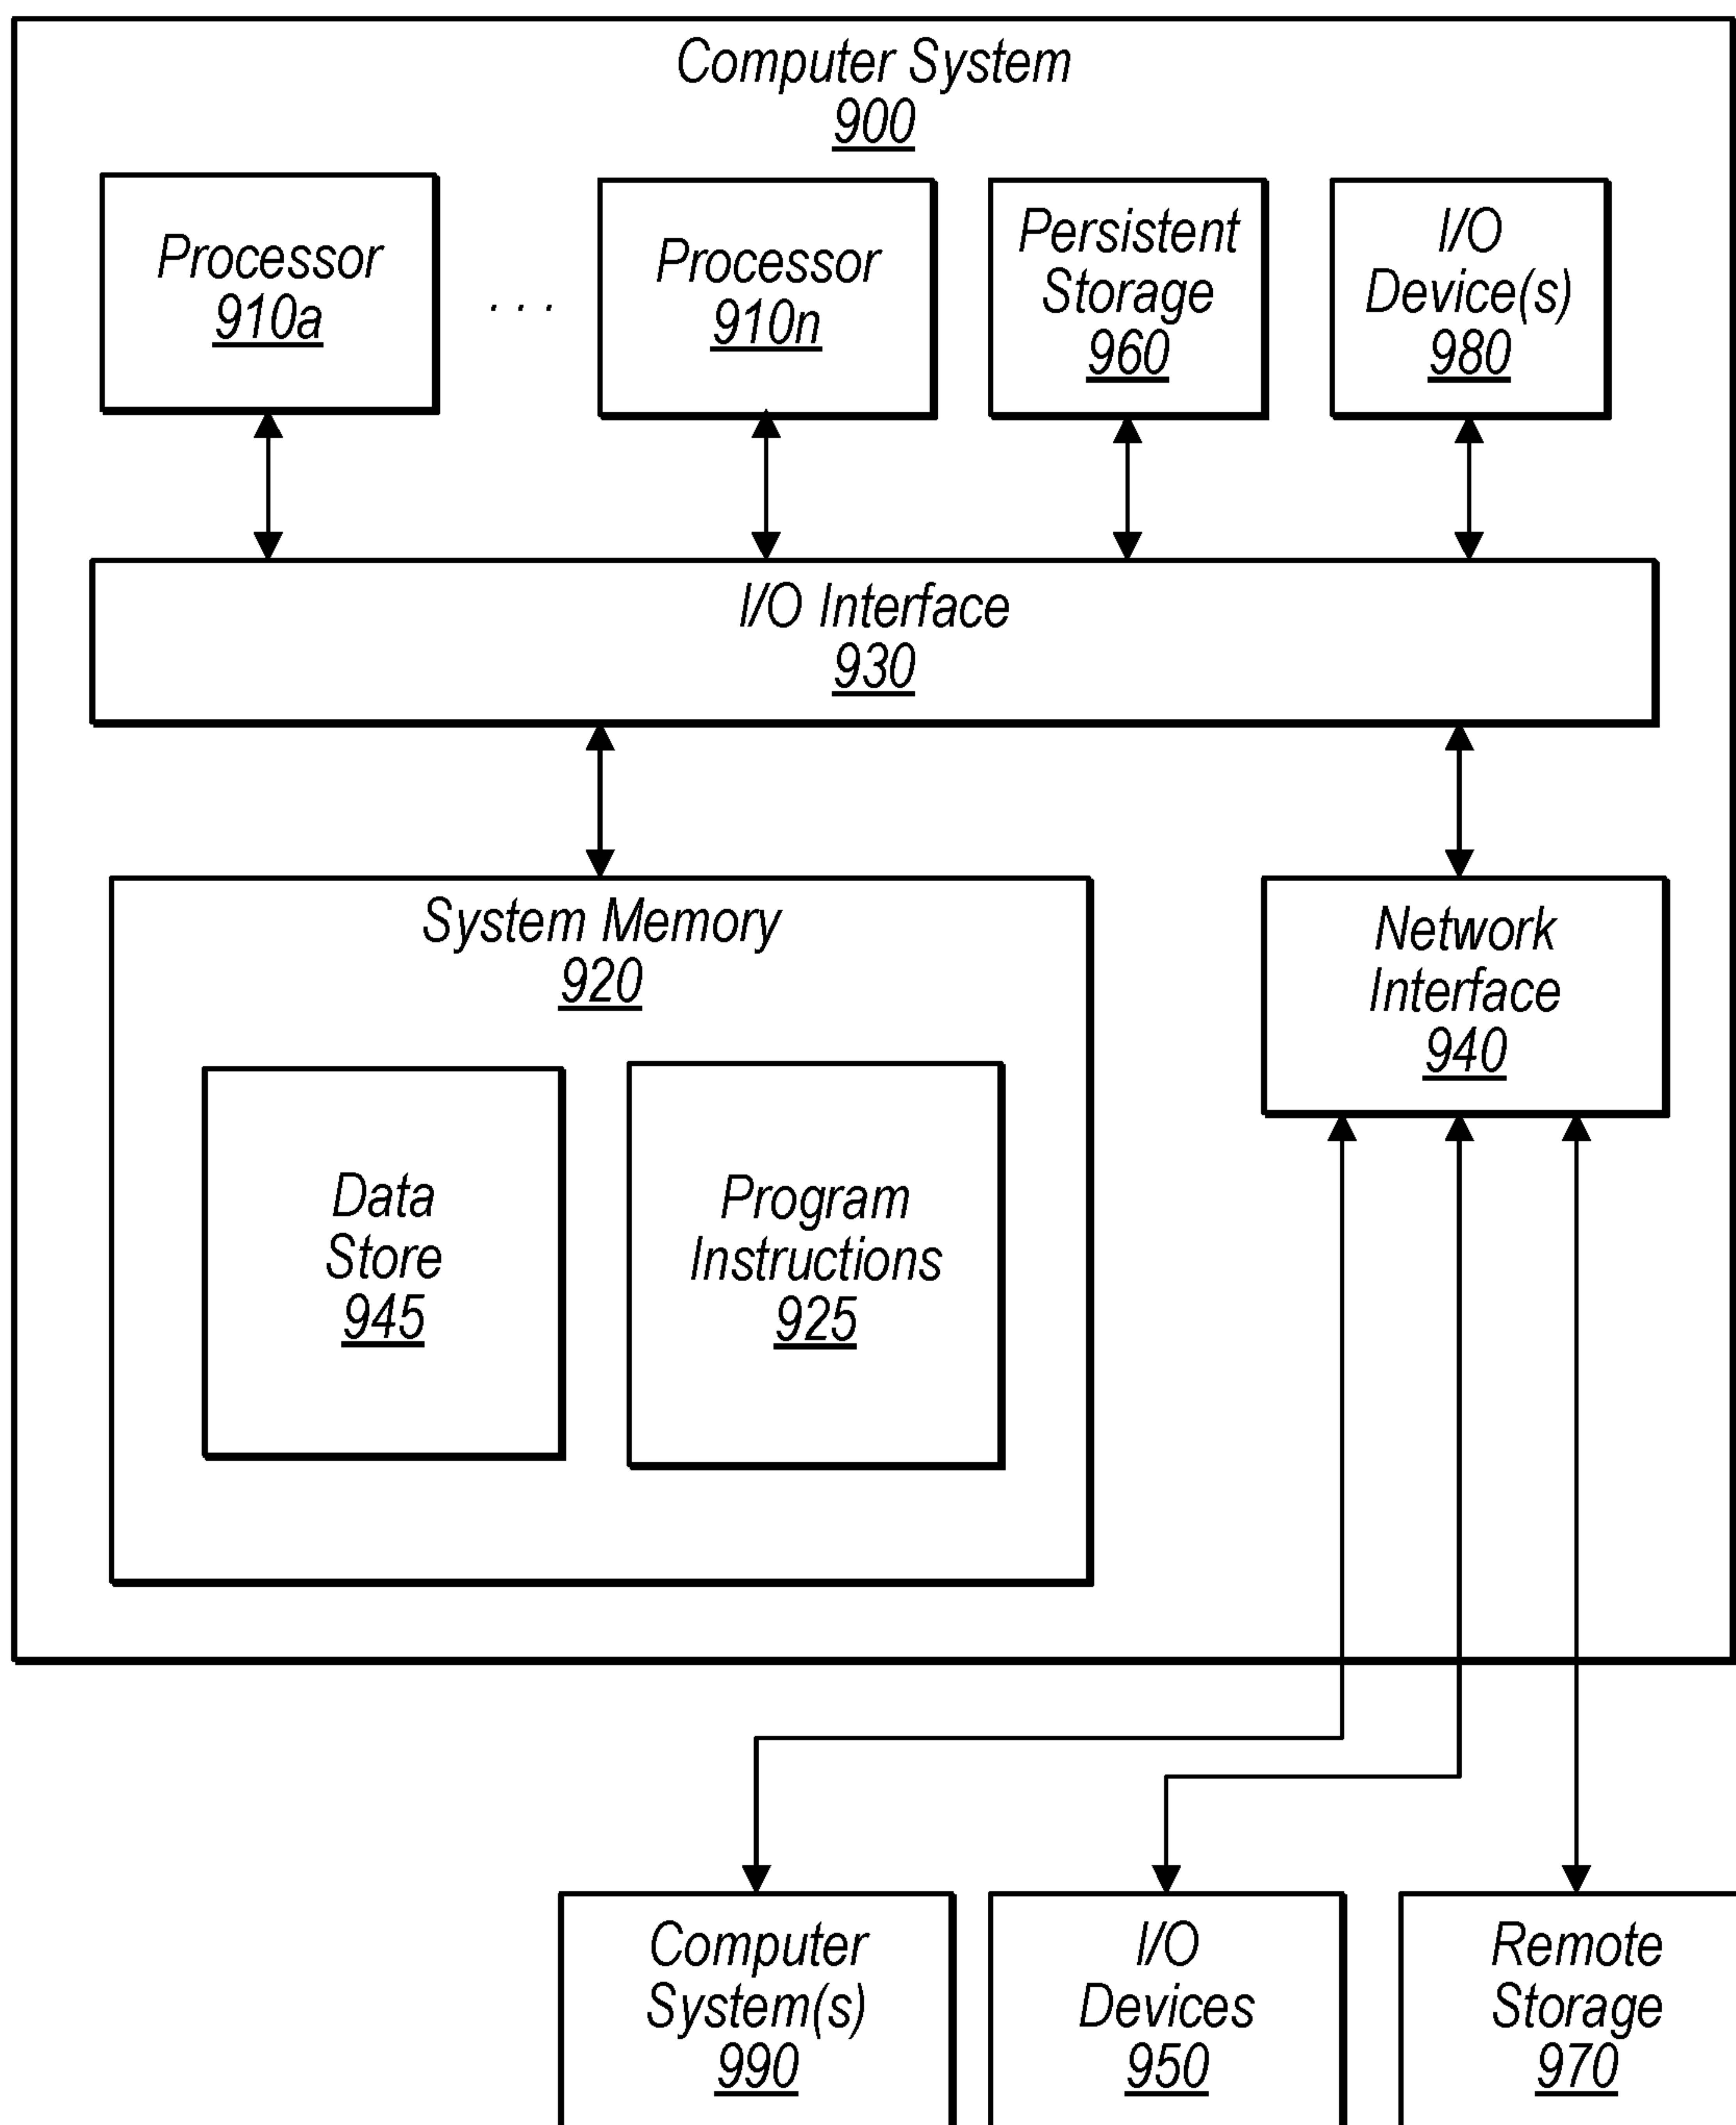 Computer System
900
Processor
910a
. . .
Processor
910n
Persistent
Storage
960
I/O
Device(s)
980
I/O Interface
930
System Memory
920
Network
Interface
940
Data
Store
945
Program
Instructions
925
Computer
System(s)
990
I/O
Devices
950
Remote
Storage
970